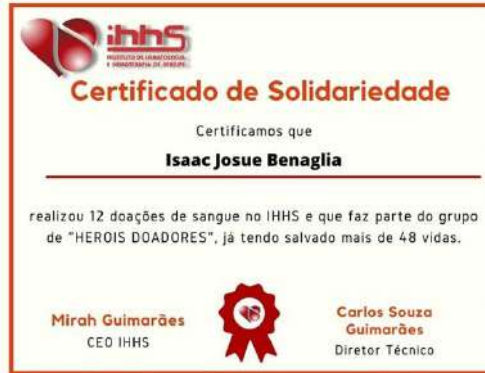 ihhS
INSTITUTO DE HEMATOLOGIA
E HEMOTERAPIA DE SERGIPE
Certificado de Solidariedade
Certificamos que
Isaac Josue Benaglia
realizou 12 doações de sangue no IHHS e que faz parte do grupo
de "HEROIS DOADORES", já tendo salvado mais de 48 vidas.
Mirah Guimarães
CEO IHHS
Carlos Souza
Guimarães
Diretor Técnico